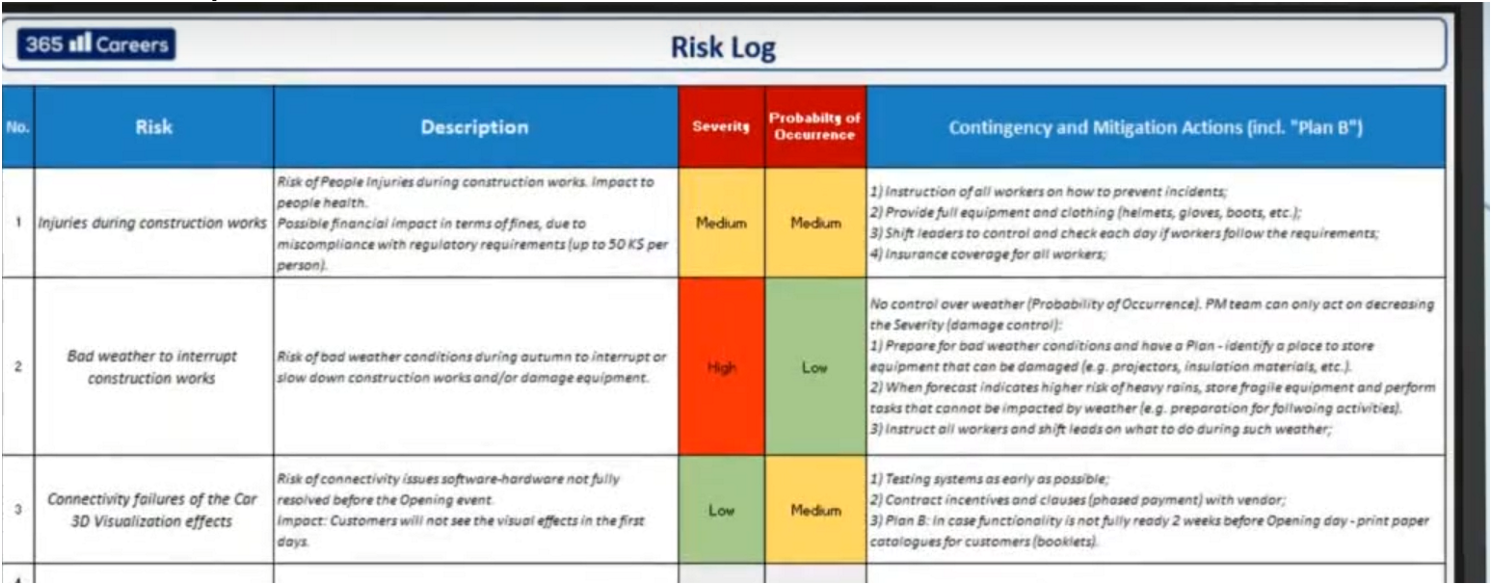 365 Careers
Risk Log
No.
Risk
Description
Severity
Probabilty of
Occurrence
Contingency and Mitigation Actions (incl. "Plan B")
1
Injuries during construction works
Risk of People Injuries during construction works. Impact to
people health.
Possible financial impact in terms of fines, due to
miscompliance with regulatory requirements (up to 50 K$ per
person).
Medium
Medium
1) Instruction of all workers on how to prevent incidents;
2) Provide full equipment and clothing (helmets, gloves, boots, etc.);
3) Shift leaders to control and check each day if workers follow the requirements;
4) Insurance coverage for all workers;
2
Bad weather to interrupt
construction works
Risk of bad weather conditions during autumn to interrupt or
slow down construction works and/or damage equipment.
High
Low
No control over weather (Probability of Occurrence). PM team can only act on decreasing
the Severity (damage control):
1) Prepare for bad weather conditions and have a Plan - identify a place to store
equipment that can be damaged (e.g. projectors, insulation materials, etc.).
2) When forecast indicates higher risk of heavy rains, store fragile equipment and perform
tasks that cannot be impacted by weather (e.g. preparation for follwoing activities).
3) Instruct all workers and shift leads on what to do during such weather;
3
Connectivity failures of the Car
3D Visualization effects
Risk of connectivity issues software-hardware not fully
resolved before the Opening event.
Impact: Customers will not see the visual effects in the first
days.
Low
Medium
1) Testing systems as early as possible;
2) Contract incentives and clauses (phased payment) with vendor;
3) Plan B: In case functionality is not fully ready 2 weeks before Opening day - print paper
catalogues for customers (booklets).